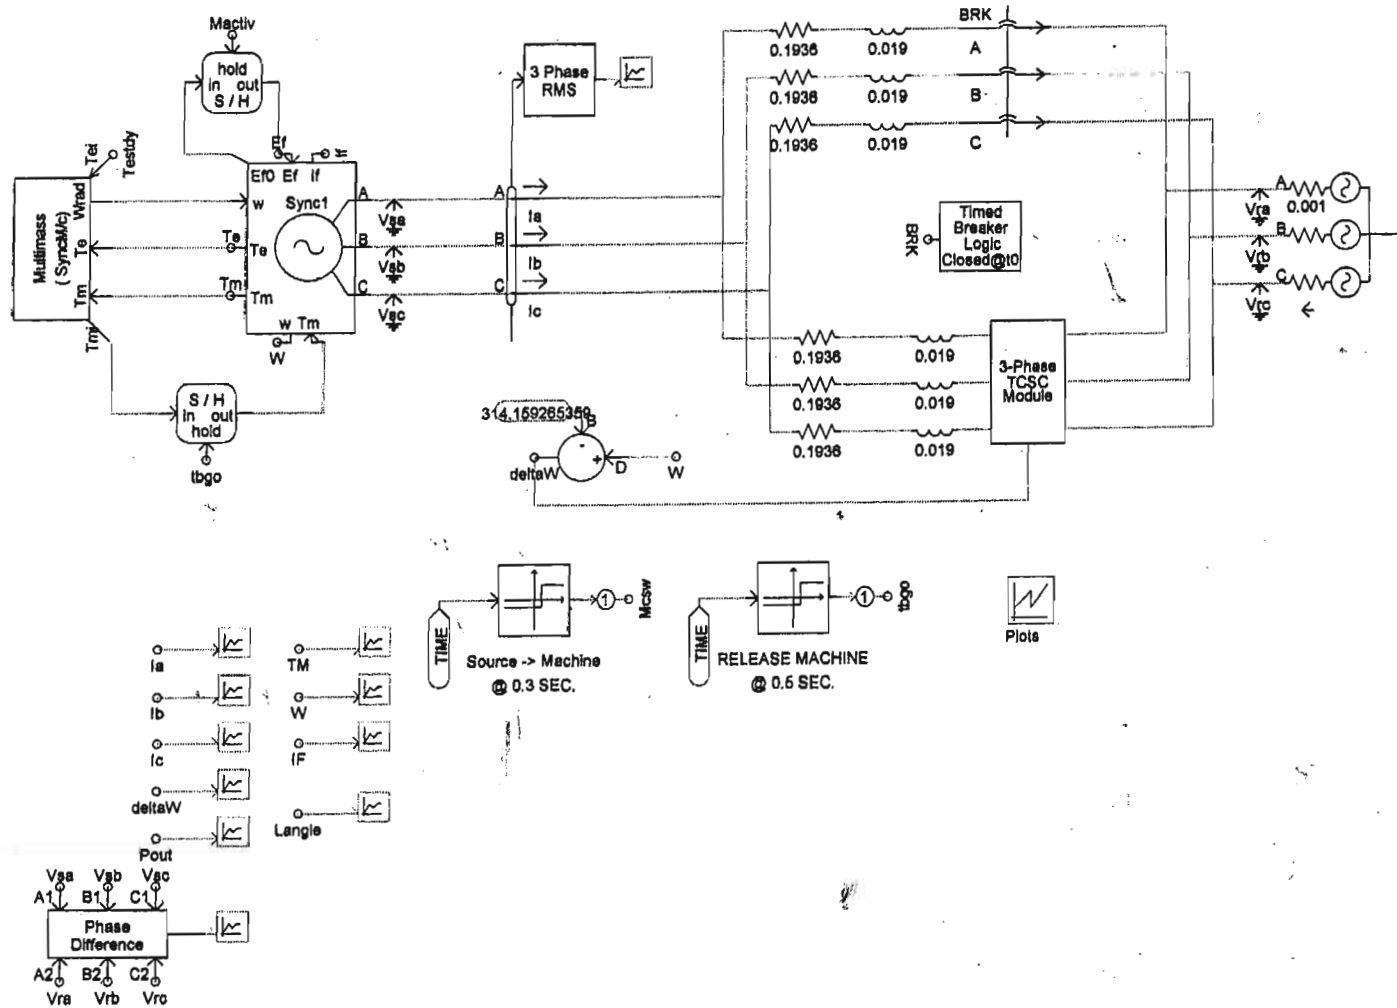 Mactiv
hold
in out
S / H
Tei
Testdy
Ef
If
Ef0 Ef If
Multimass
( SyncM/c)
Wrad
Te
Tm
Tmi
w
Sync1
Te
Te
Tm
Tm
w Tm
W
A
B
C
Vsa
Vsb
Vsc
S / H
in out
hold
tbgo
3 Phase
RMS
A
B
C
Ia
Ib
Ic
BRK
0.1936
0.019
A
0.1936
0.019
B
0.1936
0.019
C
BRK
Timed
Breaker
Logic
Closed@t0
A
B
C
Vra
Vrb
Vrc
0.001
0.1936
0.019
0.1936
0.019
0.1936
0.019
3-Phase
TCSC
Module
314.159265359
B
-
+
D
W
deltaW
TIME
Source -> Machine
@ 0.3 SEC.
1
Mcsw
TIME
RELEASE MACHINE
@ 0.5 SEC.
1
tbgo
Plots
Ia
TM
Ib
W
Ic
IF
deltaW
Langle
Pout
Vsa Vsb Vsc
A1 B1 C1
Phase
Difference
A2 B2 C2
Vra Vrb Vrc